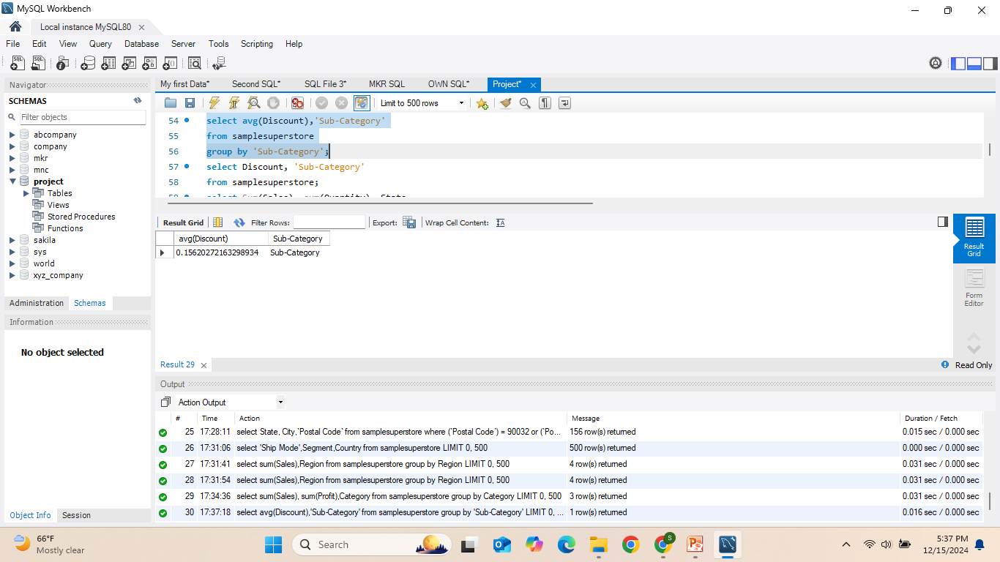 MySQL Workbench
Local instance MySQL80
File Edit View Query Database Server Tools Scripting Help
Navigator
SCHEMAS
Filter objects
abcompany
company
mkr
mnc
project
Tables
Views
Stored Procedures
Functions
sakila
sys
world
xyz_company
Administration Schemas
Information
No object selected
Object Info Session
My first Data* Second SQL* SQL File 3* MKR SQL OWN SQL* Project*
Limit to 500 rows
54 select avg(Discount),'Sub-Category'
55 from samplesuperstore
56 group by 'Sub-Category';
57 select Discount, 'Sub-Category'
58 from samplesuperstore;
59 select Sum(Sales), sum(Quantity), State
Result Grid Filter Rows: Export: Wrap Cell Content:
avg(Discount) Sub-Category
0.15620272163298934 Sub-Category
Result Grid
Form Editor
Result 29
Read Only
Output
Action Output
# Time Action Message Duration / Fetch
25 17:28:11 select State, City,`Postal Code` from samplesuperstore where (`Postal Code`) = 90032 or (`Po... 156 row(s) returned 0.015 sec / 0.000 sec
26 17:31:06 select 'Ship Mode',Segment,Country from samplesuperstore LIMIT 0, 500 500 row(s) returned 0.000 sec / 0.000 sec
27 17:31:41 select sum(Sales),Region from samplesuperstore group by Region LIMIT 0, 500 4 row(s) returned 0.031 sec / 0.000 sec
28 17:31:54 select sum(Sales),Region from samplesuperstore group by Region LIMIT 0, 500 4 row(s) returned 0.031 sec / 0.000 sec
29 17:34:36 select sum(Sales), sum(Profit),Category from samplesuperstore group by Category LIMIT 0, 500 3 row(s) returned 0.031 sec / 0.000 sec
30 17:37:18 select avg(Discount),'Sub-Category' from samplesuperstore group by 'Sub-Category' LIMIT 0, ... 1 row(s) returned 0.016 sec / 0.000 sec
66°F
Mostly clear
Search
5:37 PM
12/15/2024